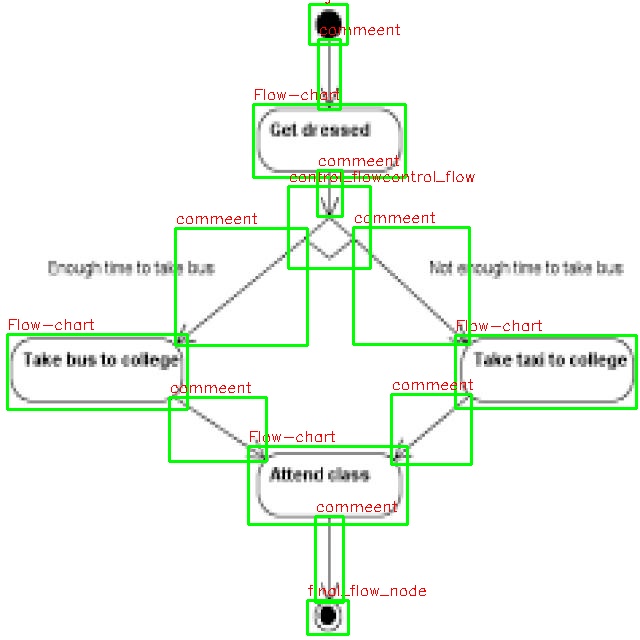 commeent
Flow-chart
Get dressed
commeent
control_flowcontrol_flow
commeent
commeent
Enough time to take bus
Not enough time to take bus
Flow-chart
Flow-chart
Take bus to college
Take taxi to college
commeent
commeent
Flow-chart
Attend class
commeent
final_flow_node